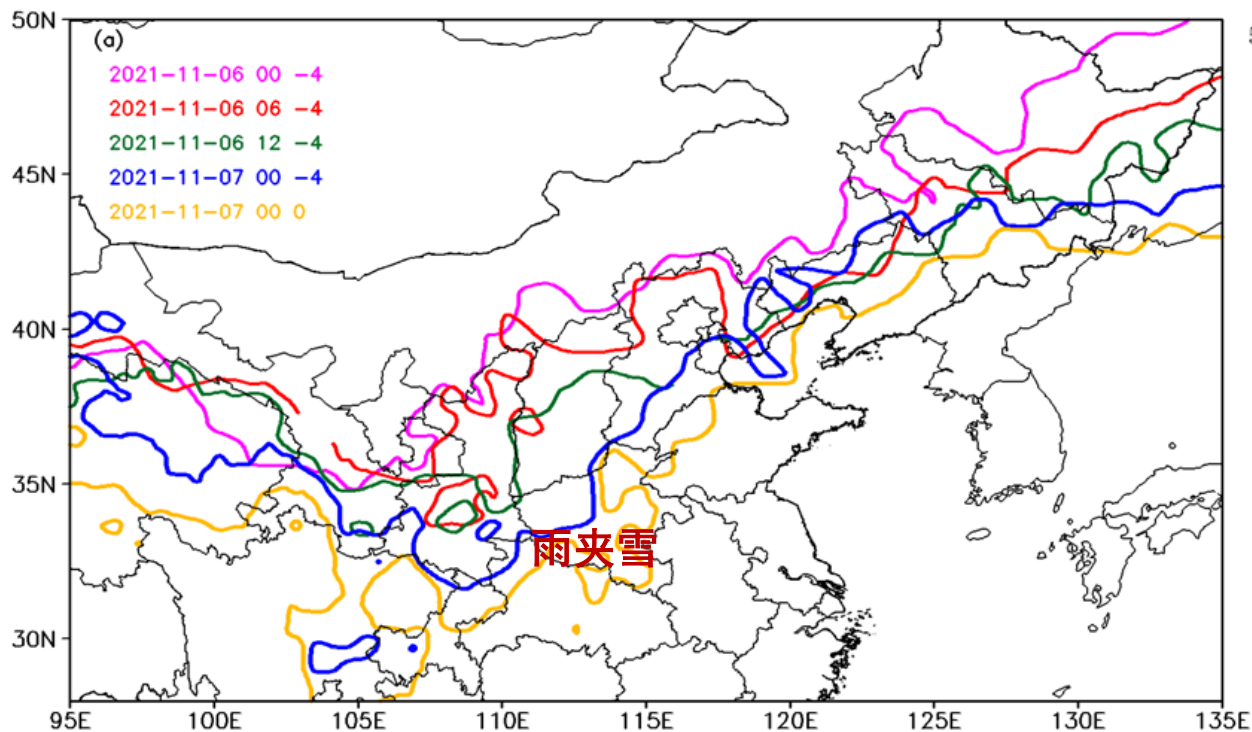 50N
(a)
2021-11-06 00 -4
2021-11-06 06 -4
2021-11-06 12 -4
45N
2021-11-07 00 -4
2021-11-07 00 0
40N
35N
雨夹雪
30N
95E 100E 105E 110E 115E 120E 125E 130E 135E